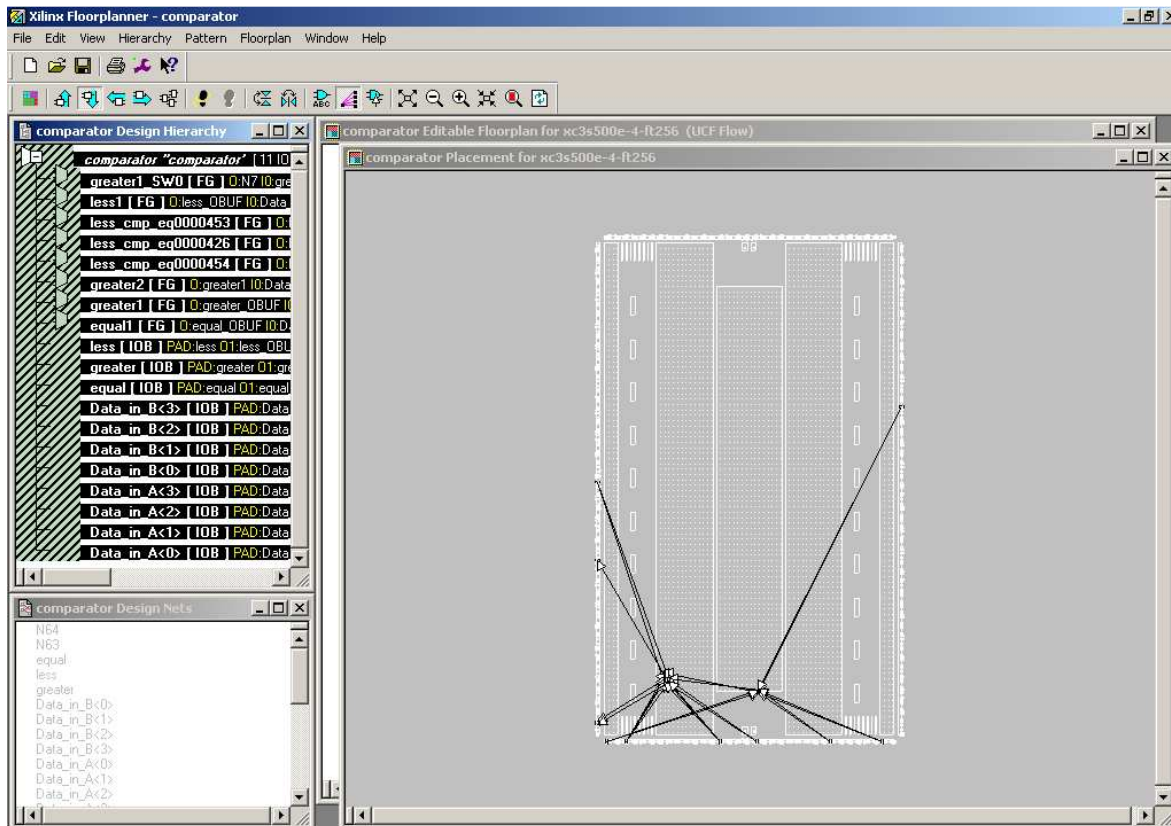 Xilinx Floorplanner - comparator
File Edit View Hierarchy Pattern Floorplan Window Help
ABC
comparator Design Hierarchy
comparator "comparator" [ 11 IO
greater1_SW0 [ FG ] O:N7 I0:gre
less1 [ FG ] O:less_OBUF I0:Data_
less_cmp_eq0000453 [ FG ] O:
less_cmp_eq0000426 [ FG ] O:
less_cmp_eq0000454 [ FG ] O:
greater2 [ FG ] O:greater1 I0:Data
greater1 [ FG ] O:greater_OBUF I
equal1 [ FG ] O:equal_OBUF I0:D
less [ IOB ] PAD:less O1:less_OBU
greater [ IOB ] PAD:greater O1:gre
equal [ IOB ] PAD:equal O1:equal
Data_in_B<3> [ IOB ] PAD:Data
Data_in_B<2> [ IOB ] PAD:Data
Data_in_B<1> [ IOB ] PAD:Data
Data_in_B<0> [ IOB ] PAD:Data
Data_in_A<3> [ IOB ] PAD:Data
Data_in_A<2> [ IOB ] PAD:Data
Data_in_A<1> [ IOB ] PAD:Data
Data_in_A<0> [ IOB ] PAD:Data
comparator Design Nets
N64
N63
equal
less
greater
Data_in_B<0>
Data_in_B<1>
Data_in_B<2>
Data_in_B<3>
Data_in_A<0>
Data_in_A<1>
Data_in_A<2>
comparator Editable Floorplan for xc3s500e-4-ft256 (UCF Flow)
comparator Placement for xc3s500e-4-ft256